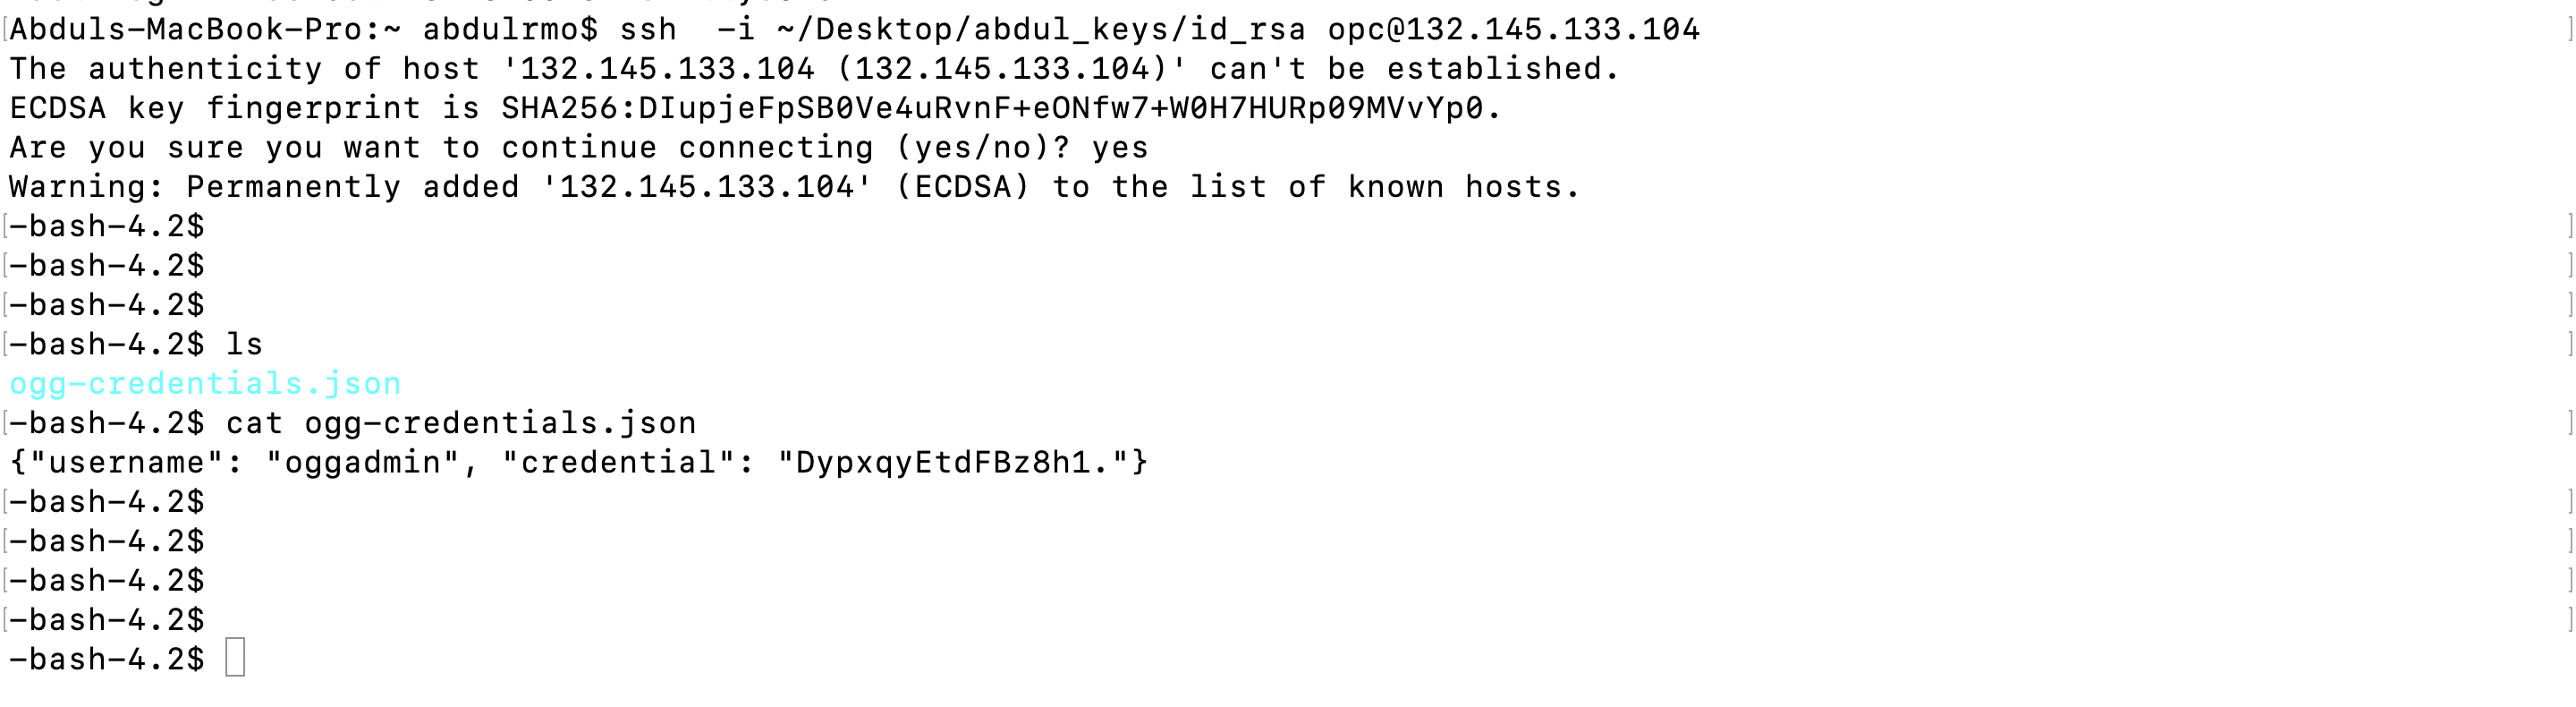 Abduls-MacBook-Pro:~ abdulrmo$ ssh  -i ~/Desktop/abdul_keys/id_rsa opc@132.145.133.104
The authenticity of host '132.145.133.104 (132.145.133.104)' can't be established.
ECDSA key fingerprint is SHA256:DIupjeFpSB0Ve4uRvnF+eONfw7+W0H7HURp09MVvYp0.
Are you sure you want to continue connecting (yes/no)? yes
Warning: Permanently added '132.145.133.104' (ECDSA) to the list of known hosts.
-bash-4.2$
-bash-4.2$
-bash-4.2$
-bash-4.2$ ls
ogg-credentials.json
-bash-4.2$ cat ogg-credentials.json
{"username": "oggadmin", "credential": "DypxqyEtdFBz8h1."}
-bash-4.2$
-bash-4.2$
-bash-4.2$
-bash-4.2$
-bash-4.2$